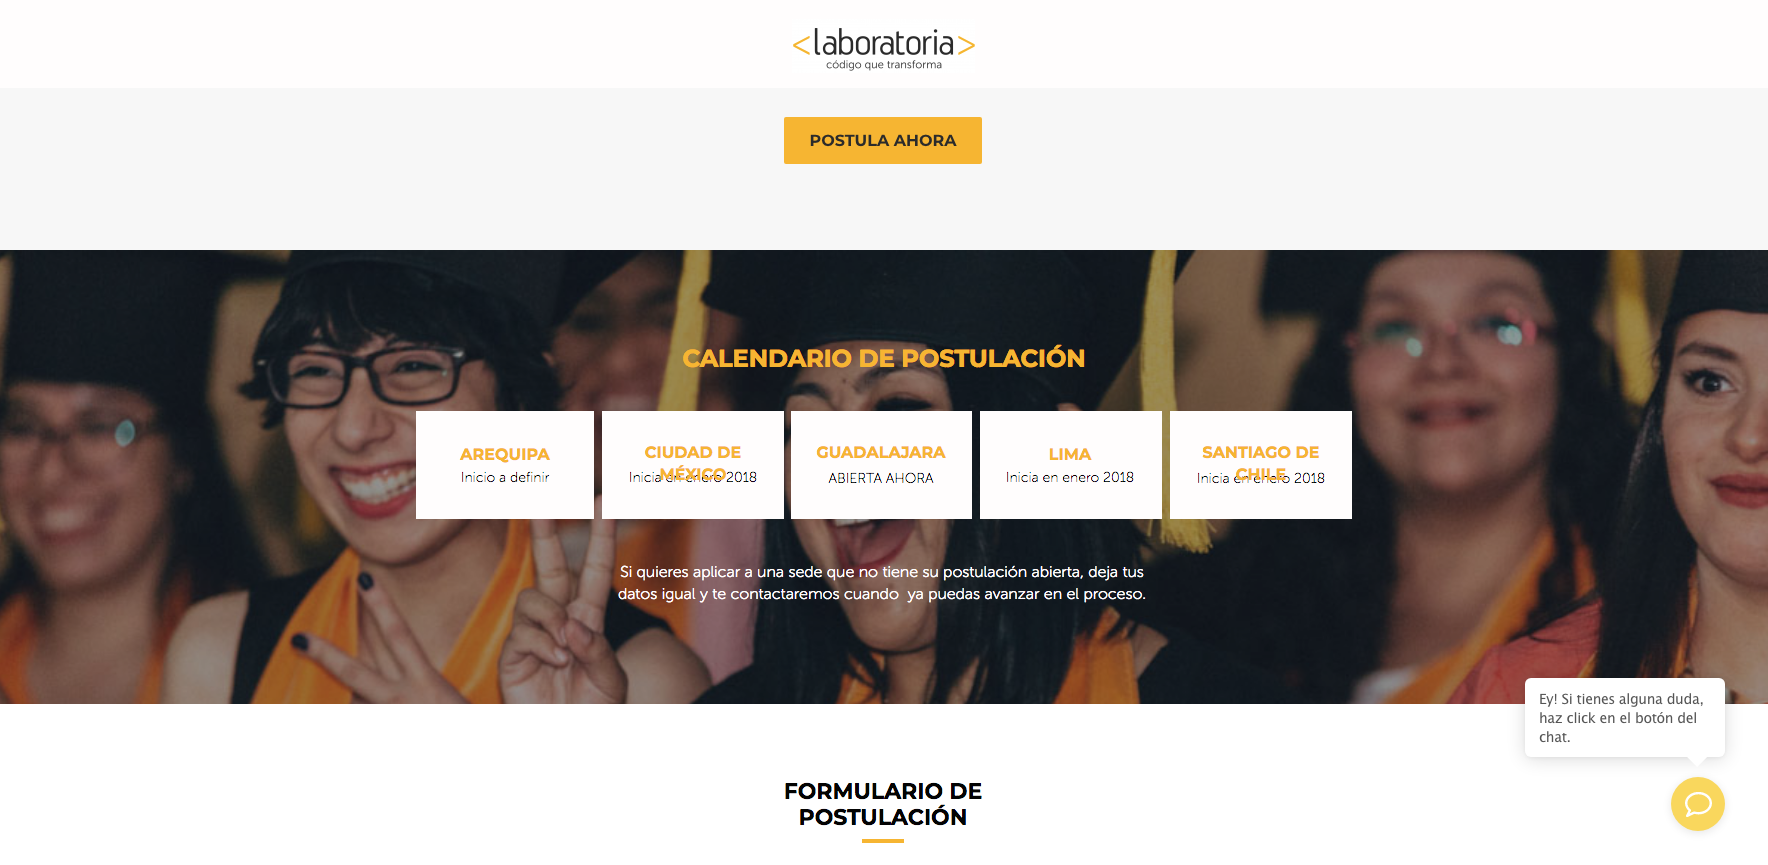 <laboratoria>
código que transforma
POSTULA AHORA
CALENDARIO DE POSTULACIÓN
AREQUIPA
Inicio a definir
CIUDAD DE
MÉXICO
Inicia en enero 2018
GUADALAJARA
ABIERTA AHORA
LIMA
Inicia en enero 2018
SANTIAGO DE
CHILE
Inicia en enero 2018
Si quieres aplicar a una sede que no tiene su postulación abierta, deja tus
datos igual y te contactaremos cuando  ya puedas avanzar en el proceso.
Ey! Si tienes alguna duda,
haz click en el botón del
chat.
FORMULARIO DE
POSTULACIÓN